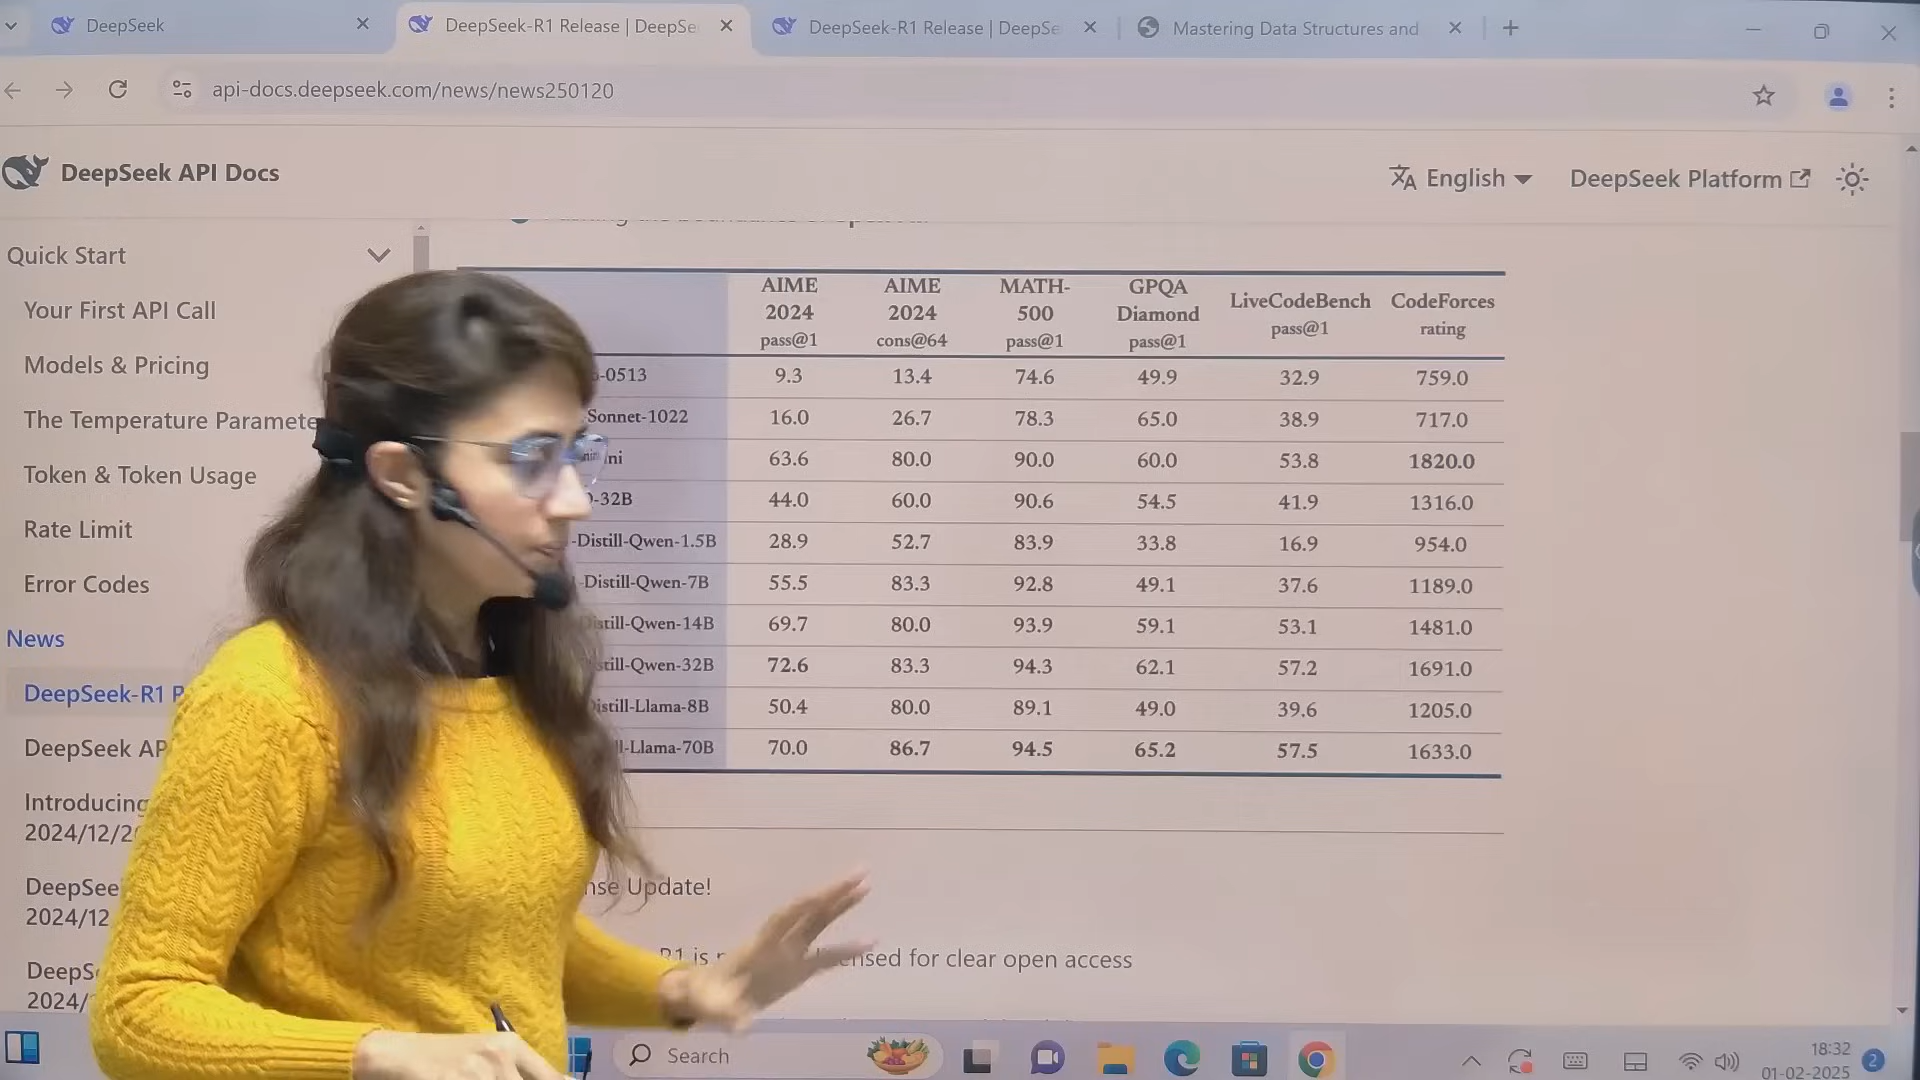 DeepSeek
DeepSeek-R1 Release | DeepSe
DeepSeek-R1 Release | DeepSe
Mastering Data Structures and
api-docs.deepseek.com/news/news250120
DeepSeek API Docs
English
DeepSeek Platform
Quick Start
Your First API Call
Models & Pricing
The Temperature Paramete
Token & Token Usage
Rate Limit
Error Codes
News
DeepSeek-R1 R
DeepSeek AP
Introducing
2024/12/2
DeepSee
2024/12
DeepS
2024/
AIME 2024 pass@1
AIME 2024 cons@64
MATH-500 pass@1
GPQA Diamond pass@1
LiveCodeBench pass@1
CodeForces rating
-0513 9.3 13.4 74.6 49.9 32.9 759.0
Sonnet-1022 16.0 26.7 78.3 65.0 38.9 717.0
ni 63.6 80.0 90.0 60.0 53.8 1820.0
-32B 44.0 60.0 90.6 54.5 41.9 1316.0
-Distill-Qwen-1.5B 28.9 52.7 83.9 33.8 16.9 954.0
-Distill-Qwen-7B 55.5 83.3 92.8 49.1 37.6 1189.0
istill-Qwen-14B 69.7 80.0 93.9 59.1 53.1 1481.0
still-Qwen-32B 72.6 83.3 94.3 62.1 57.2 1691.0
istill-Llama-8B 50.4 80.0 89.1 49.0 39.6 1205.0
ll-Llama-70B 70.0 86.7 94.5 65.2 57.5 1633.0
nse Update!
R1 is
ensed for clear open access
Search
18:32
01-02-2025
2